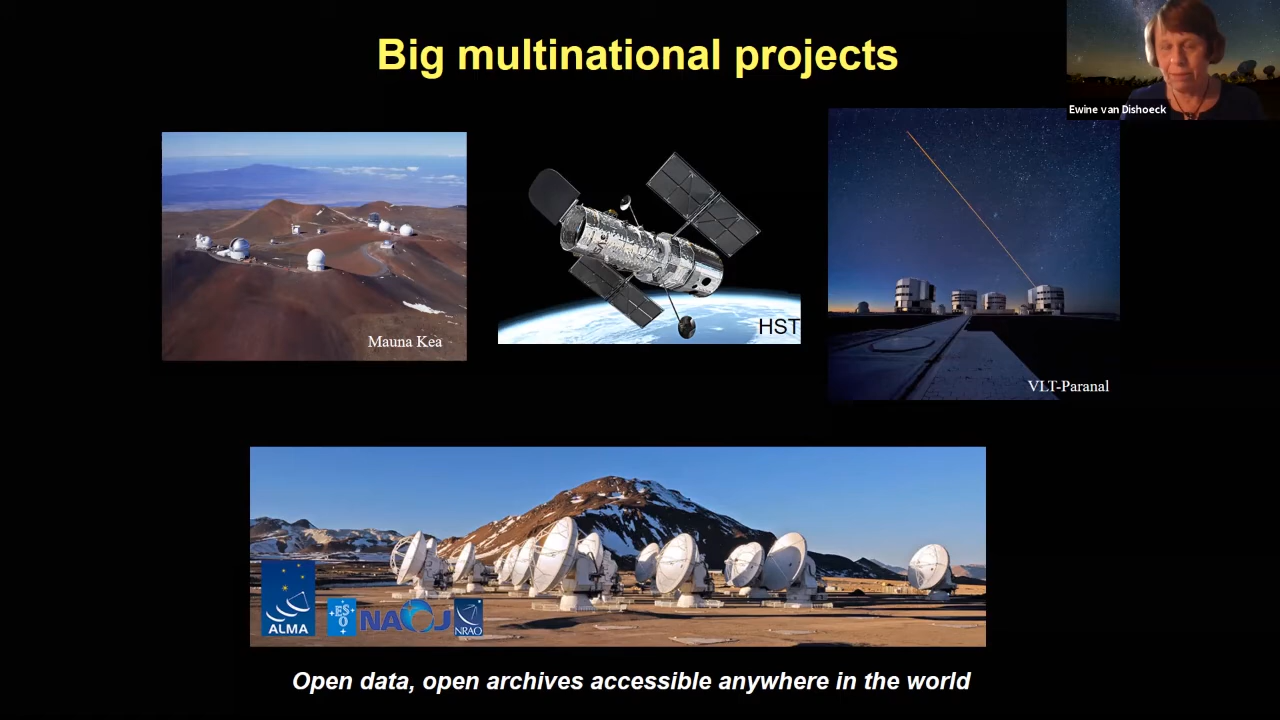 Big multinational projects
Ewine van Dishoeck
Mauna Kea
HST
VLT-Paranal
ALMA
ESO
NAOJ
NRAO
Open data, open archives accessible anywhere in the world